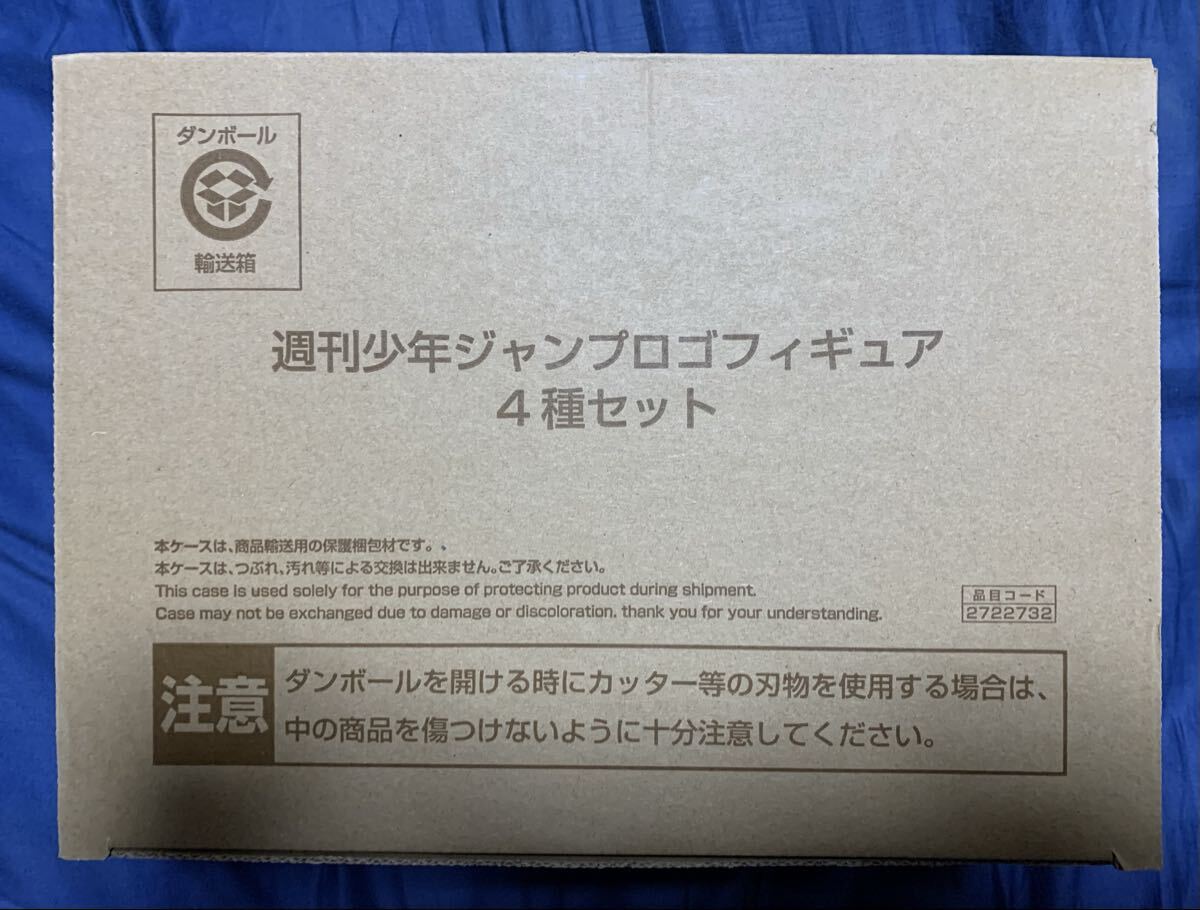 ダンボール
輸送箱
週刊少年ジャンプロゴフィギュア
4種セット
本ケースは、商品輸送用の保護梱包材です。
本ケースは、つぶれ、汚れ等による交換は出来ません。ご了承ください。
This case is used solely for the purpose of protecting product during shipment.
Case may not be exchanged due to damage or discoloration. thank you for your understanding.
品目コード
2722732
注意
ダンボールを開ける時にカッター等の刃物を使用する場合は、
中の商品を傷つけないように十分注意してください。